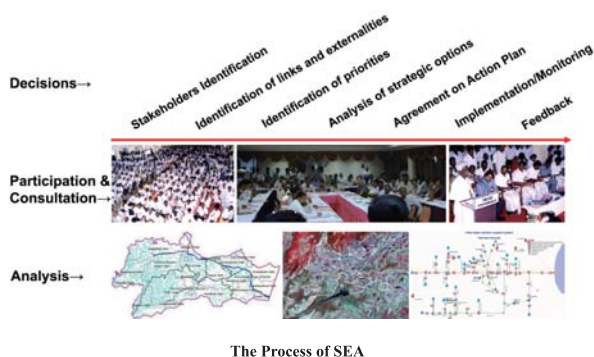 Decisions→
Stakeholders Identification
Identification of links and externalities
Identification of priorities
Analysis of strategic options
Agreement on Action Plan
Implementation/Monitoring
Feedback
Participation &
Consultation→
Analysis→
The Process of SEA